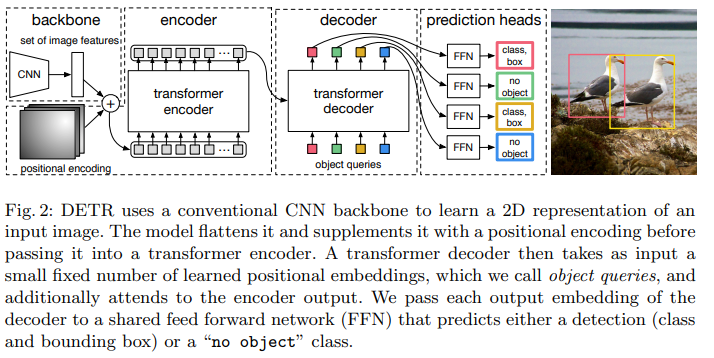 backbone
encoder
decoder
prediction heads
set of image features
CNN
positional encoding
+
...
transformer
encoder
...
transformer
decoder
object queries
FFN
class,
box
FFN
no
object
FFN
class,
box
FFN
no
object
Fig. 2: DETR uses a conventional CNN backbone to learn a 2D representation of an
input image. The model flattens it and supplements it with a positional encoding before
passing it into a transformer encoder. A transformer decoder then takes as input a
small fixed number of learned positional embeddings, which we call object queries, and
additionally attends to the encoder output. We pass each output embedding of the
decoder to a shared feed forward network (FFN) that predicts either a detection (class
and bounding box) or a “no object” class.